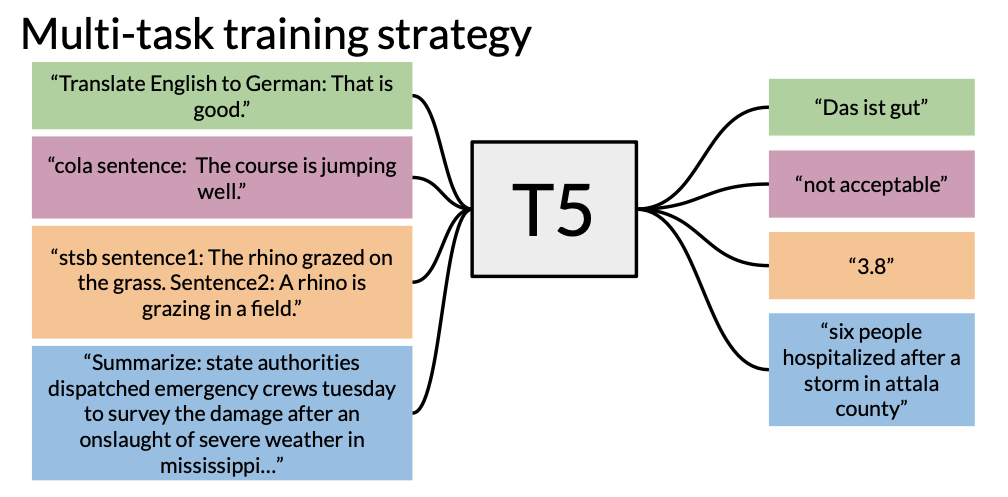 Multi-task training strategy
“Translate English to German: That is
good.”
“cola sentence:  The course is jumping
well.”
“stsb sentence1: The rhino grazed on
the grass. Sentence2: A rhino is
grazing in a field.”
“Summarize: state authorities
dispatched emergency crews tuesday
to survey the damage after an
onslaught of severe weather in
mississippi...”
T5
“Das ist gut”
“not acceptable”
“3.8”
“six people
hospitalized after a
storm in attala
county”